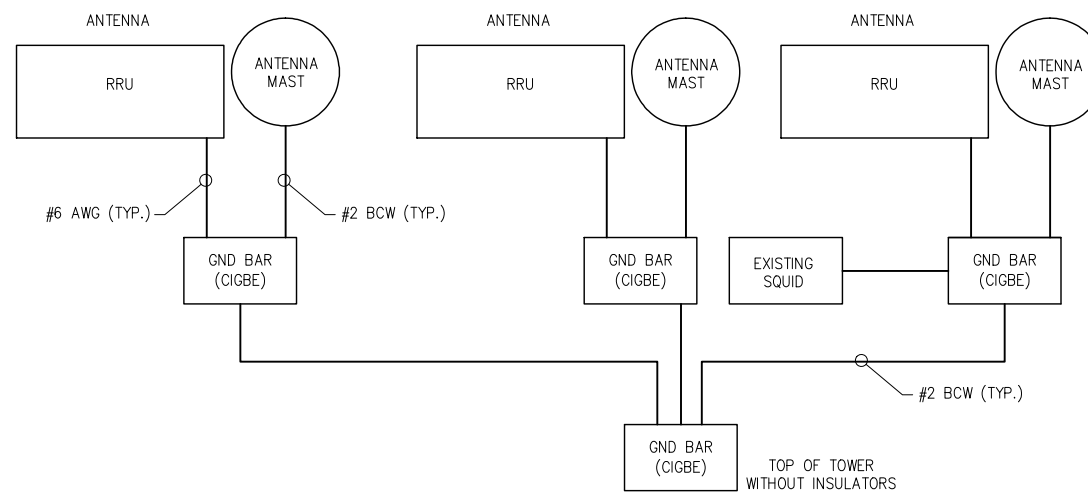 ANTENNA
RRU
ANTENNA
MAST
ANTENNA
RRU
ANTENNA
MAST
ANTENNA
RRU
ANTENNA
MAST
#6 AWG (TYP.)
#2 BCW (TYP.)
GND BAR
(CIGBE)
GND BAR
(CIGBE)
EXISTING
SQUID
GND BAR
(CIGBE)
#2 BCW (TYP.)
GND BAR
(CIGBE)
TOP OF TOWER
WITHOUT INSULATORS